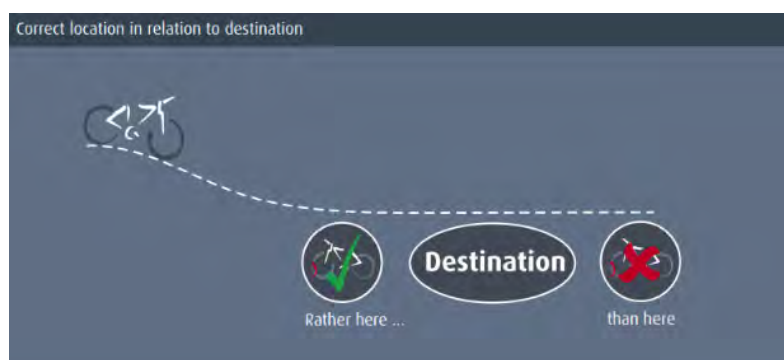 Correct location in relation to destination
Destination
Rather here ...
than here